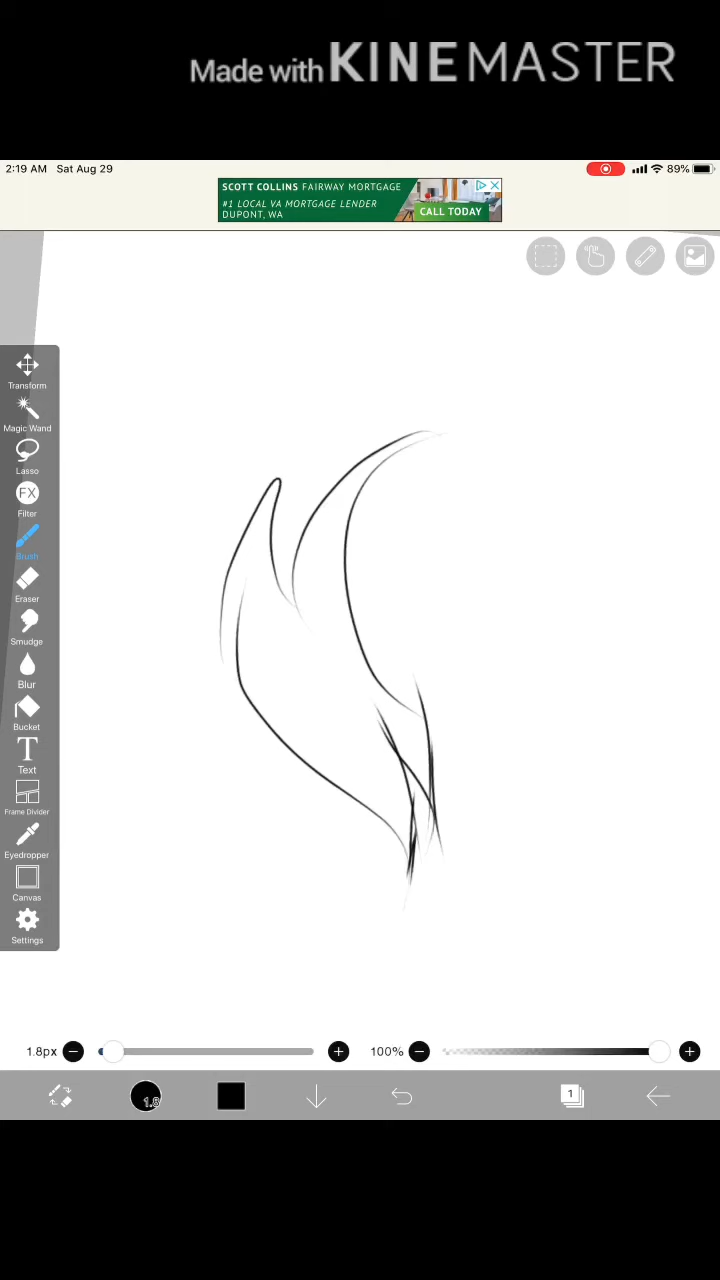 Made with KINEMASTER
2:19 AM Sat Aug 29
89%
SCOTT COLLINS FAIRWAY MORTGAGE
#1 LOCAL VA MORTGAGE LENDER
DUPONT, WA
CALL TODAY
Transform
Magic Wand
Lasso
FX
Filter
Brush
Eraser
Smudge
Blur
Bucket
T
Text
Frame Divider
Eyedropper
Canvas
Settings
1.8px
100%
1.8
1